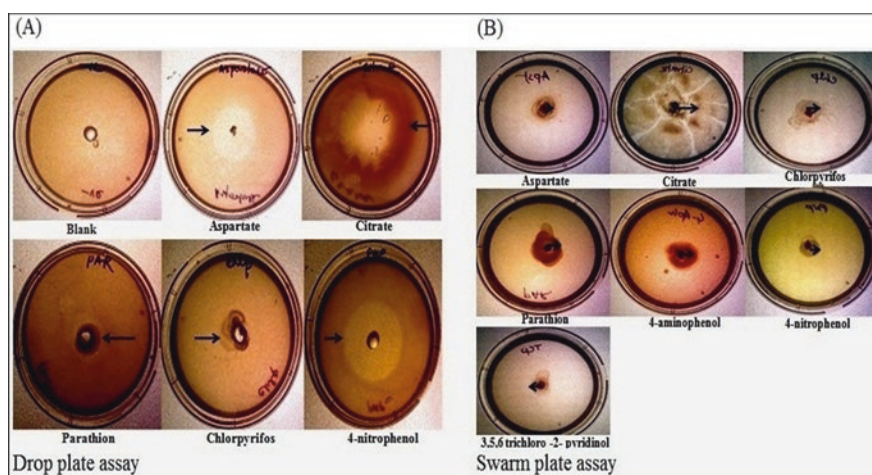 (A)
Blank
Aspartate
Citrate
Parathion
Chlorpyrifos
4-nitrophenol
Drop plate assay
(B)
Aspartate
Citrate
Chlorpyrifos
Parathion
4-aminophenol
4-nitrophenol
3,5,6 trichloro -2- pyridinol
Swarm plate assay